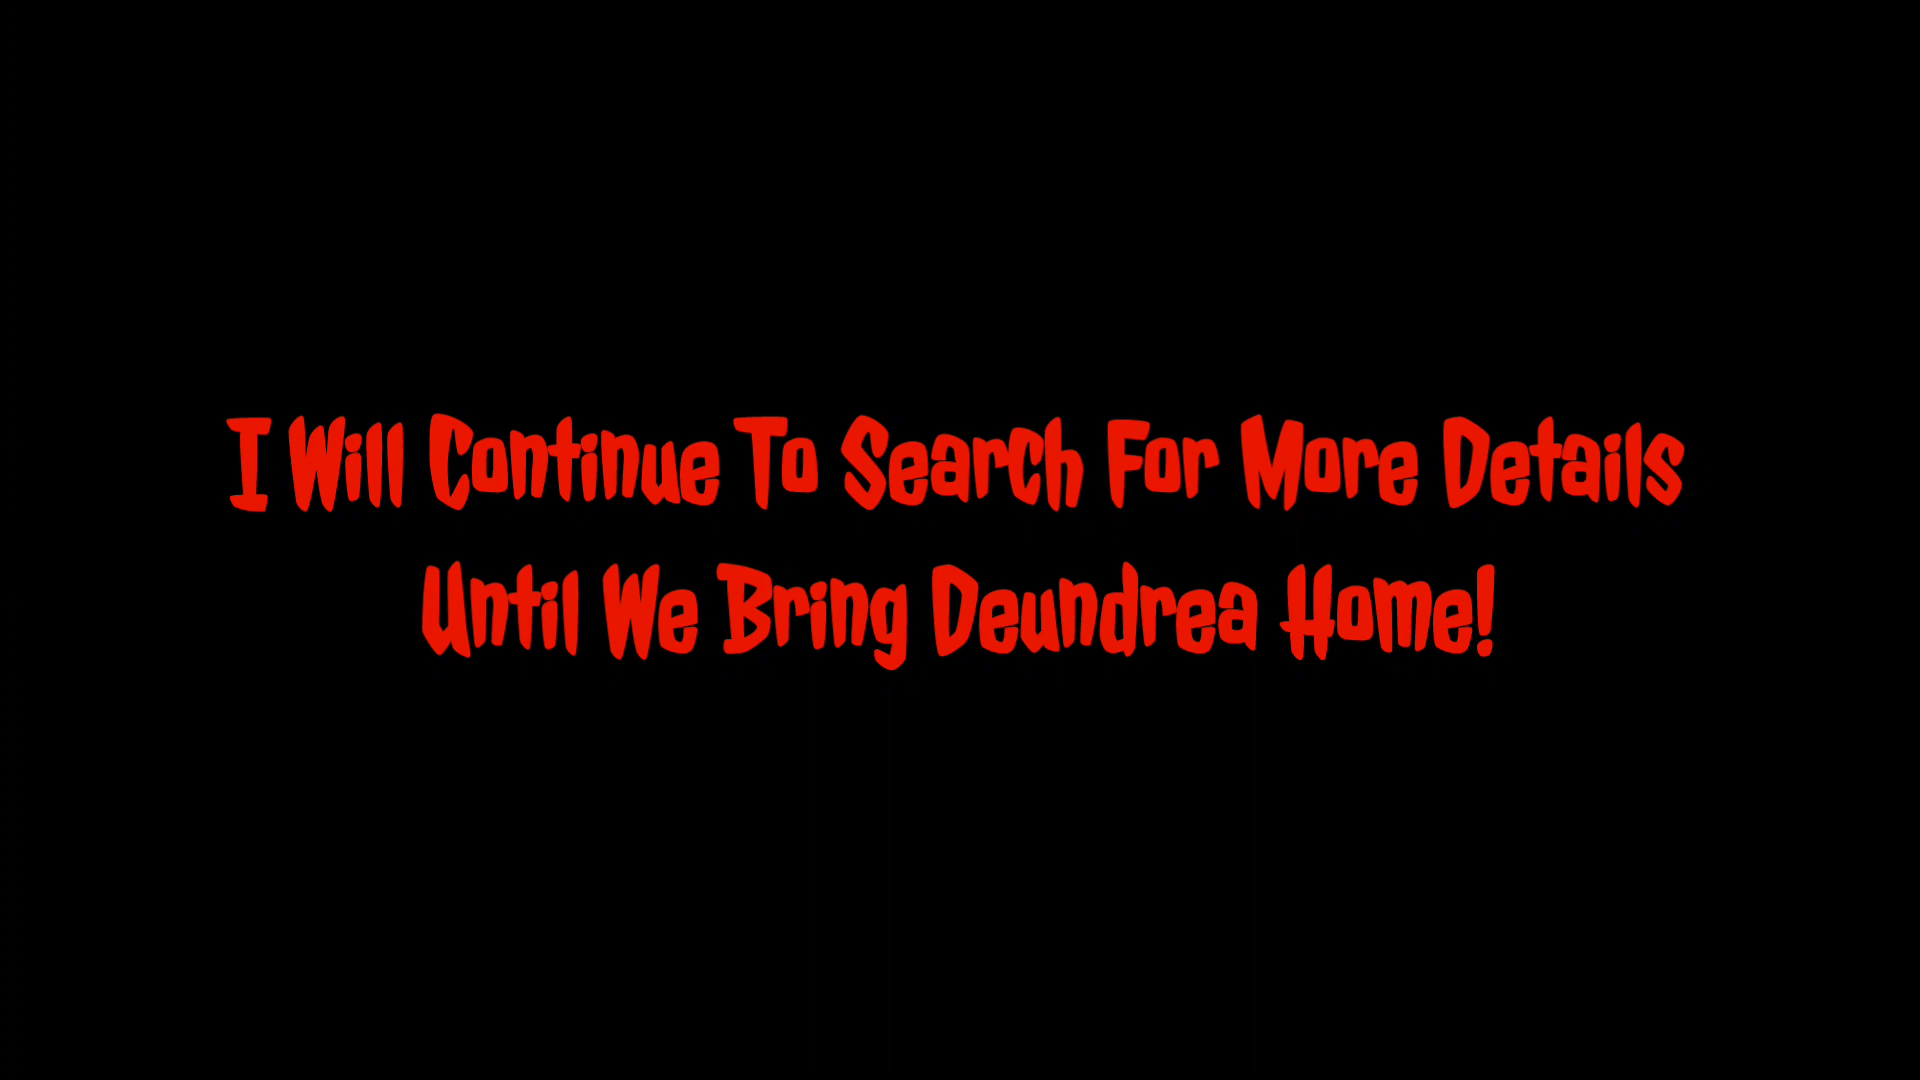 I Will Continue To Search For More Details
Until We Bring Deundrea Home!